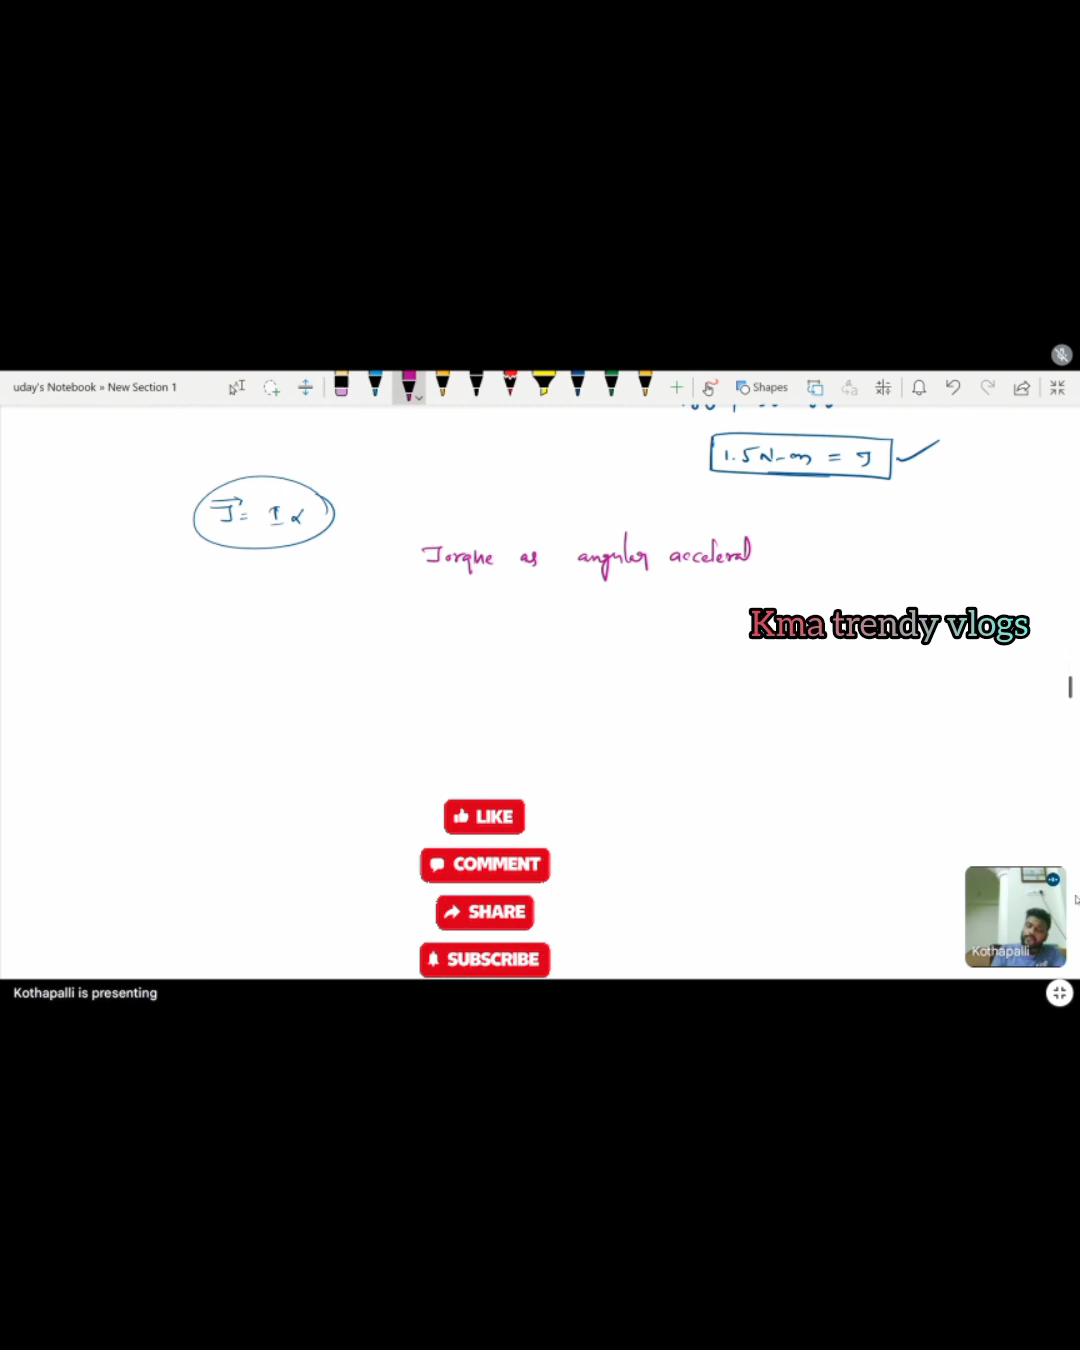 uday's Notebook » New Section 1
Shapes
1.5 N-m = J
J = I α
Torque as angular acceleral
Kma trendy vlogs
LIKE
COMMENT
SHARE
SUBSCRIBE
Kothapalli
Kothapalli is presenting